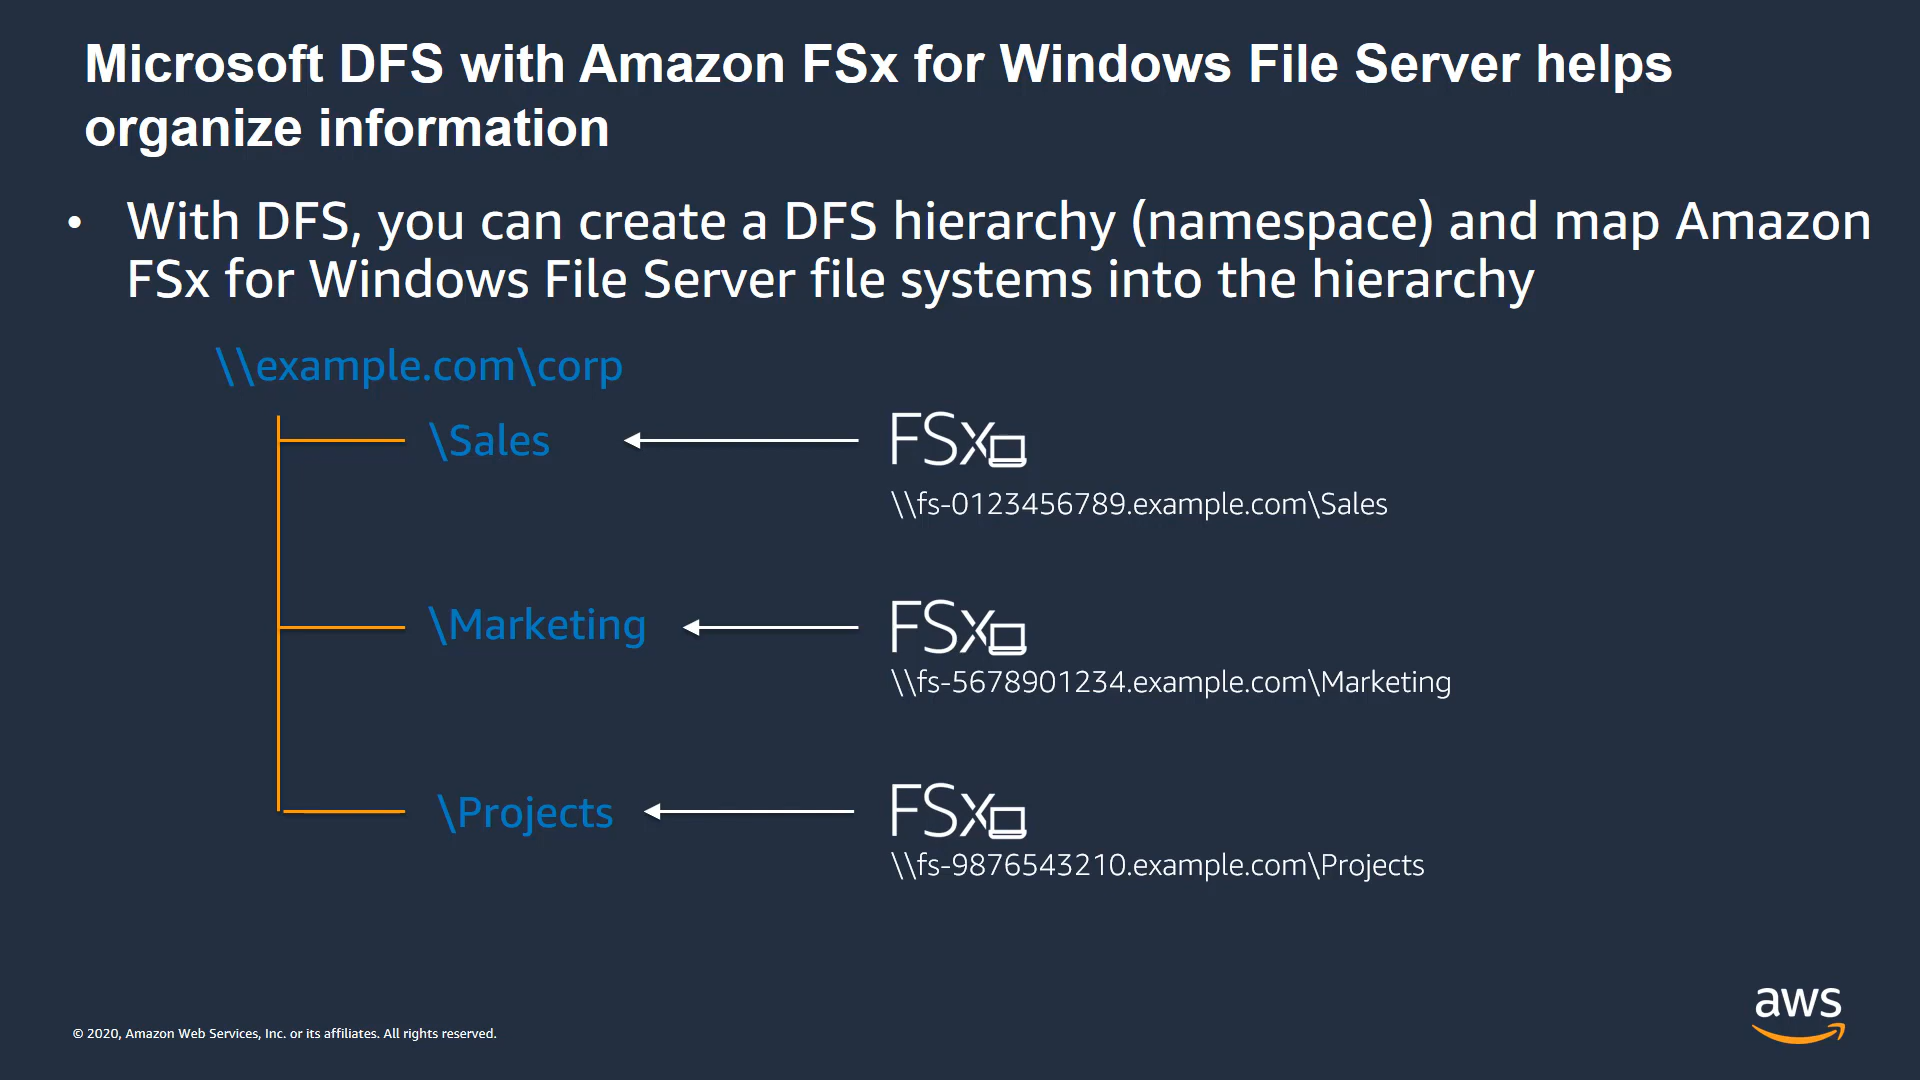 Microsoft DFS with Amazon FSx for Windows File Server helps
organize information
• With DFS, you can create a DFS hierarchy (namespace) and map Amazon
FSx for Windows File Server file systems into the hierarchy
\\example.com\corp
\Sales
FSx
\\fs-0123456789.example.com\Sales
\Marketing
FSx
\\fs-5678901234.example.com\Marketing
\Projects
FSx
\\fs-9876543210.example.com\Projects
© 2020, Amazon Web Services, Inc. or its affiliates. All rights reserved.
aws